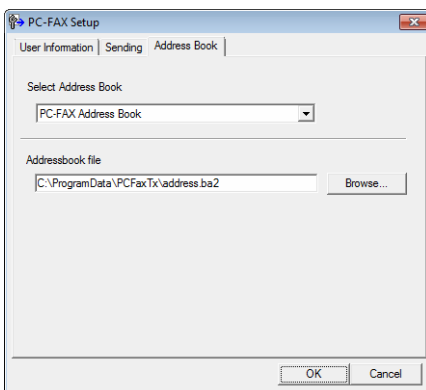 PC-FAX Setup
User Information Sending Address Book
Select Address Book
PC-FAX Address Book
Addressbook file
C:\ProgramData\PCFaxTx\address.ba2 Browse...
OK Cancel